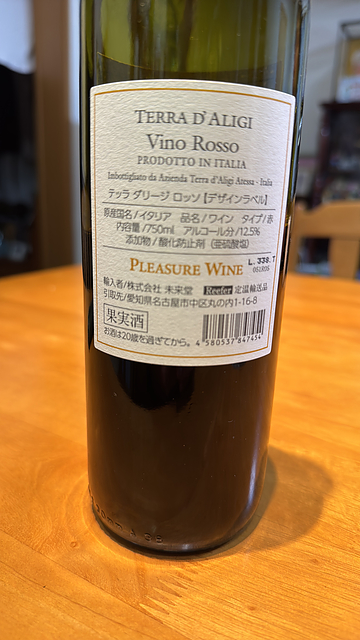 TERRA D'ALIGI
Vino Rosso
PRODOTTO IN ITALIA
Imbottigliato da Azienda Terra d'Aligi Atessa - Italia
テッラ ダリージ ロッソ【デザインラベル】
原産国名/イタリア 品名/ワイン タイプ/赤
内容量/750ml アルコール分/12.5%
添加物/酸化防止剤 (亜硫酸塩)
PLEASURE WINE
L. 338. T
輸入者/株式会社 未来堂 Reefer 定温輸送品
引取先/愛知県名古屋市中区丸の内1-16-8
果実酒
お酒は20歳を過ぎてから。
4 580537 847454